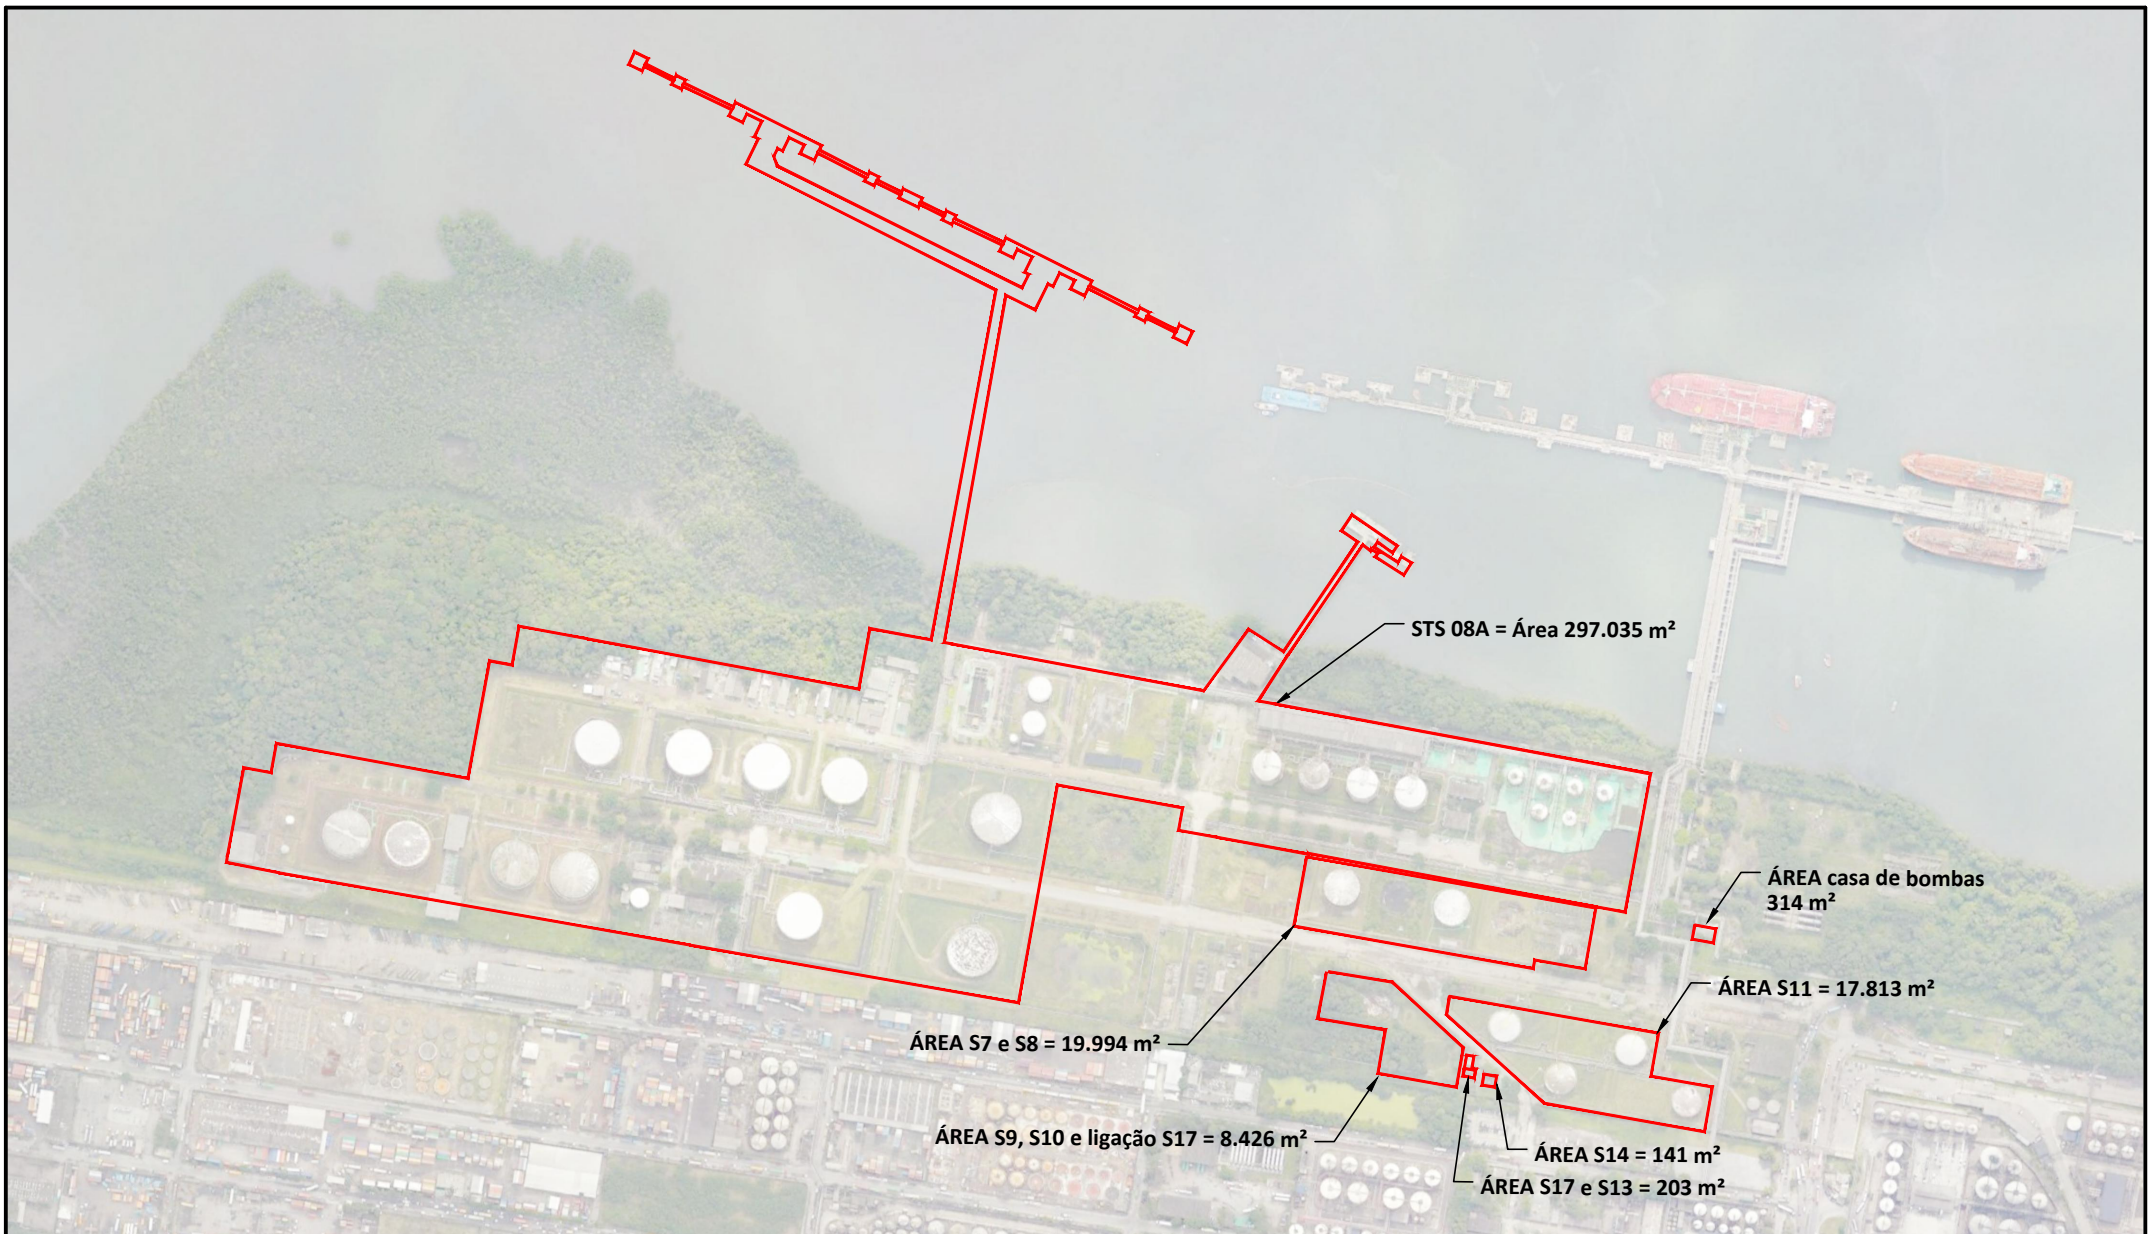 STS 08A = Área 297.035 m²
ÁREA casa de bombas
314 m²
ÁREA S11 = 17.813 m²
ÁREA S7 e S8 = 19.994 m²
ÁREA S9, S10 e ligação S17 = 8.426 m²
ÁREA S14 = 141 m²
ÁREA S17 e S13 = 203 m²